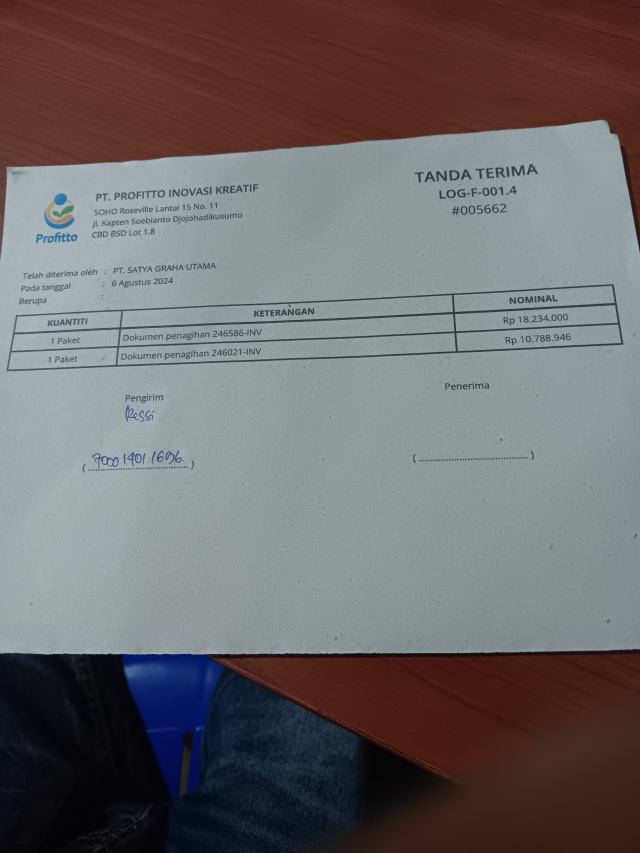 Profitto
PT. PROFITTO INOVASI KREATIF
SOHO Roseville Lantai 15 No. 11
Jl. Kapten Soebianto Djojohadikusumo
CBD BSD Lot 1.8
TANDA TERIMA
LOG-F-001.4
#005662
Telah diterima oleh : PT. SATYA GRAHA UTAMA
Pada tanggal : 6 Agustus 2024
Berupa :
KUANTITI KETERANGAN NOMINAL
1 Paket Dokumen penagihan 246586-INV Rp 18.234.000
1 Paket Dokumen penagihan 246021-INV Rp 10.788.946
Pengirim Penerima
Ressi
(7000 1401 1696) (..............................)